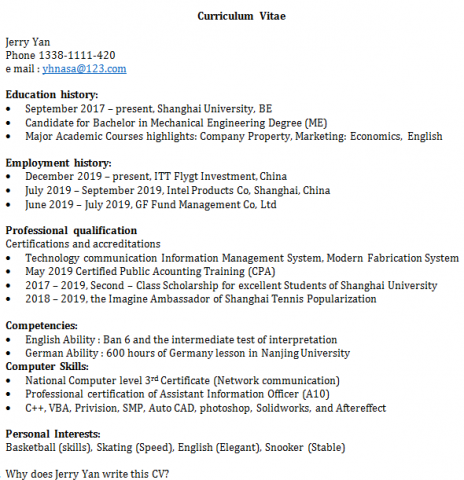 Curriculum Vitae
Jerry Yan
Phone 1338-1111-420
e mail : yhnasa@123.com
Education history:
• September 2017 – present, Shanghai University, BE
• Candidate for Bachelor in Mechanical Engineering Degree (ME)
• Major Academic Courses highlights: Company Property, Marketing: Economics, English
Employment history:
• December 2019 – present, ITT Flygt Investment, China
• July 2019 – September 2019, Intel Products Co, Shanghai, China
• June 2019 – July 2019, GF Fund Management Co, Ltd
Professional qualification
Certifications and accreditations
• Technology communication Information Management System, Modern Fabrication System
• May 2019 Certified Public Acounting Training (CPA)
• 2017 – 2019, Second – Class Scholarship for excellent Students of Shanghai University
• 2018 – 2019, the Imagine Ambassador of Shanghai Tennis Popularization
Competencies:
• English Ability : Ban 6 and the intermediate test of interpretation
• German Ability : 600 hours of Germany lesson in Nanjing University
Computer Skills:
• National Computer level 3rd Certificate (Network communication)
• Professional certification of Assistant Information Officer (A10)
• C++, VBA, Privision, SMP, Auto CAD, photoshop, Solidworks, and Aftereffect
Personal Interests:
Basketball (skills), Skating (Speed), English (Elegant), Snooker (Stable)
Why does Jerry Yan write this CV?